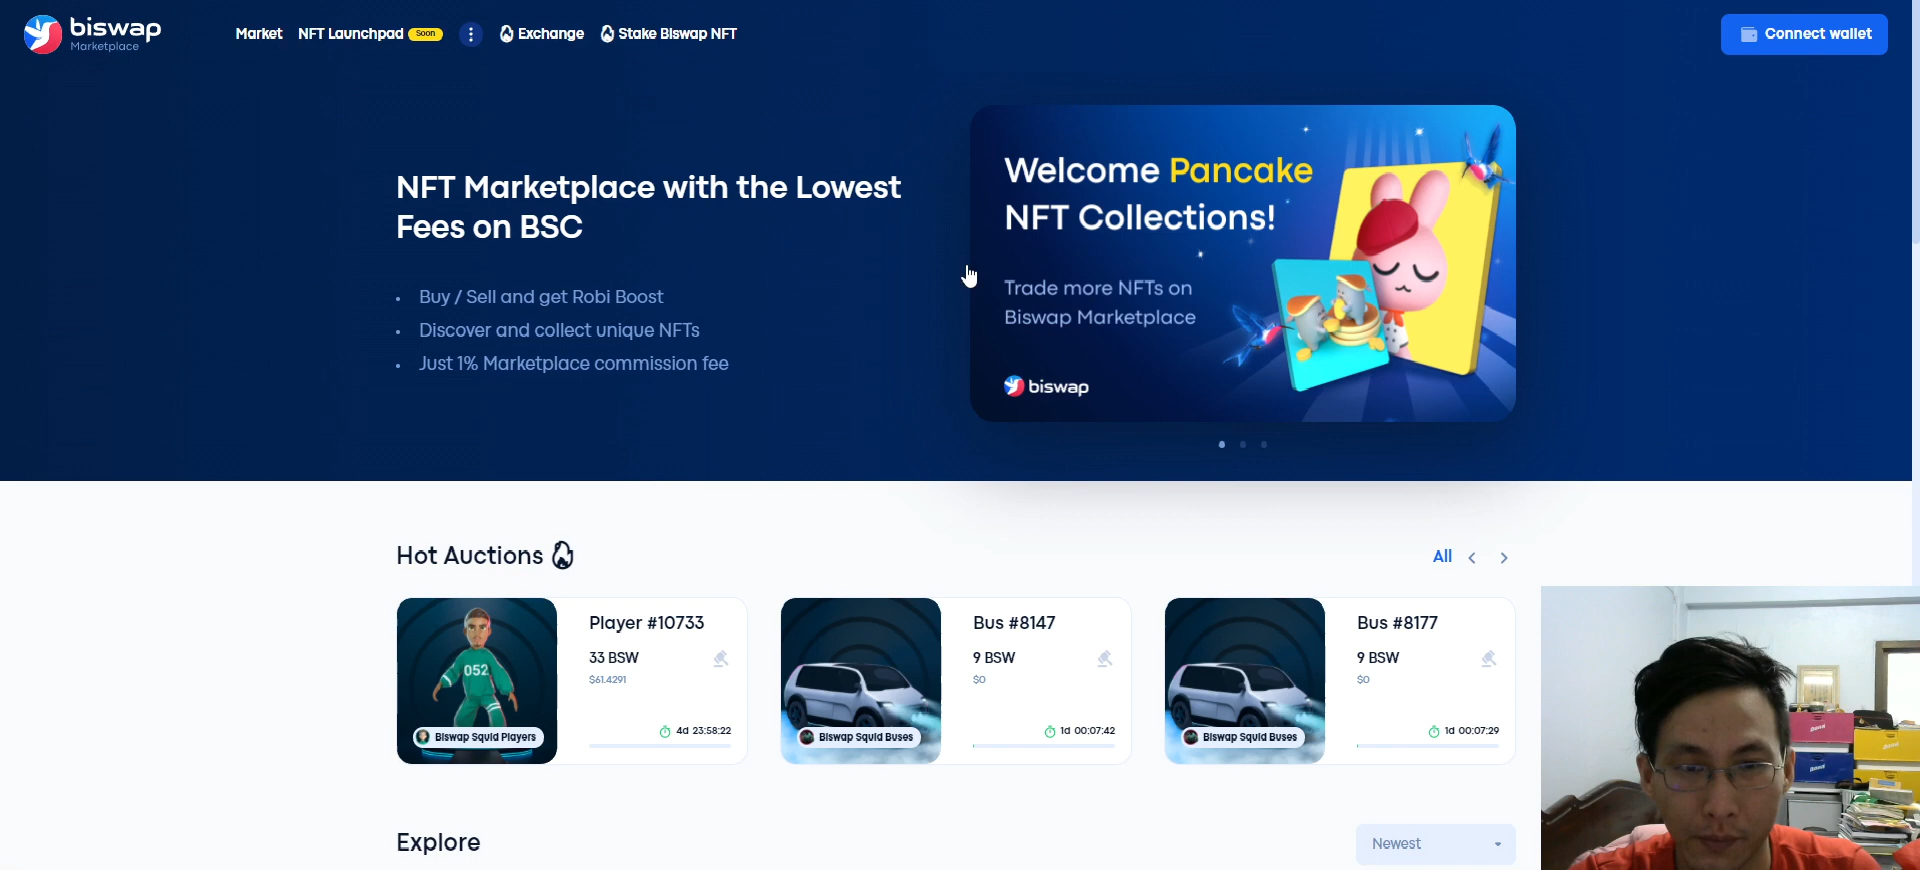 biswap
Marketplace
Market
NFT Launchpad Soon
Exchange
Stake Biswap NFT
Connect wallet
NFT Marketplace with the Lowest
Fees on BSC
Buy / Sell and get Robi Boost
Discover and collect unique NFTs
Just 1% Marketplace commission fee
Welcome Pancake
NFT Collections!
Trade more NFTs on
Biswap Marketplace
biswap
Hot Auctions
All
Player #10733
33 BSW
$61.4291
4d 23:58:22
052
Biswap Squid Players
Bus #8147
9 BSW
$0
1d 00:07:42
Biswap Squid Buses
Bus #8177
9 BSW
$0
1d 00:07:29
Biswap Squid Buses
Explore
Newest